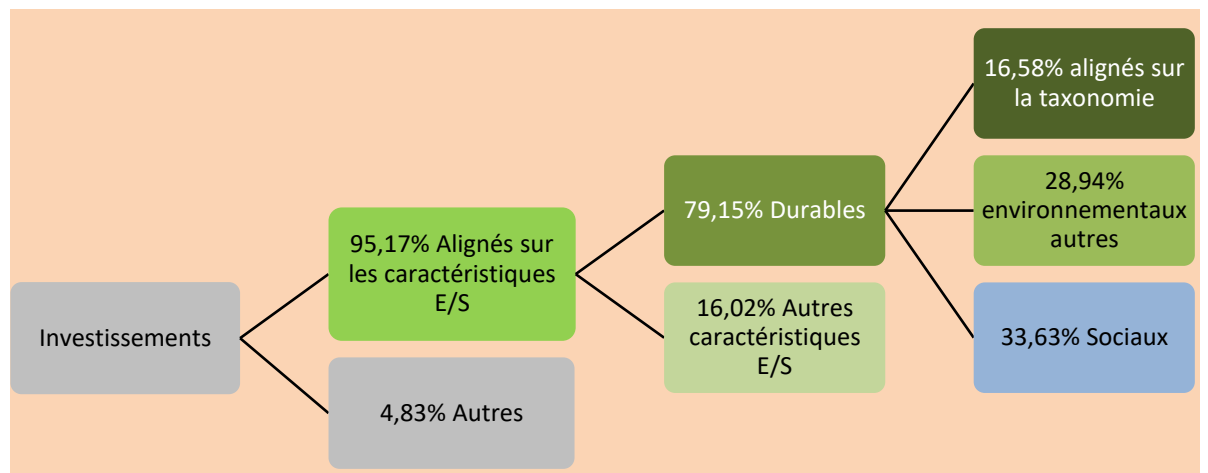 Investissements
95,17% Alignés sur
les caractéristiques
E/S
4,83% Autres
79,15% Durables
16,02% Autres
caractéristiques
E/S
16,58% alignés sur
la taxonomie
28,94%
environnementaux
autres
33,63% Sociaux